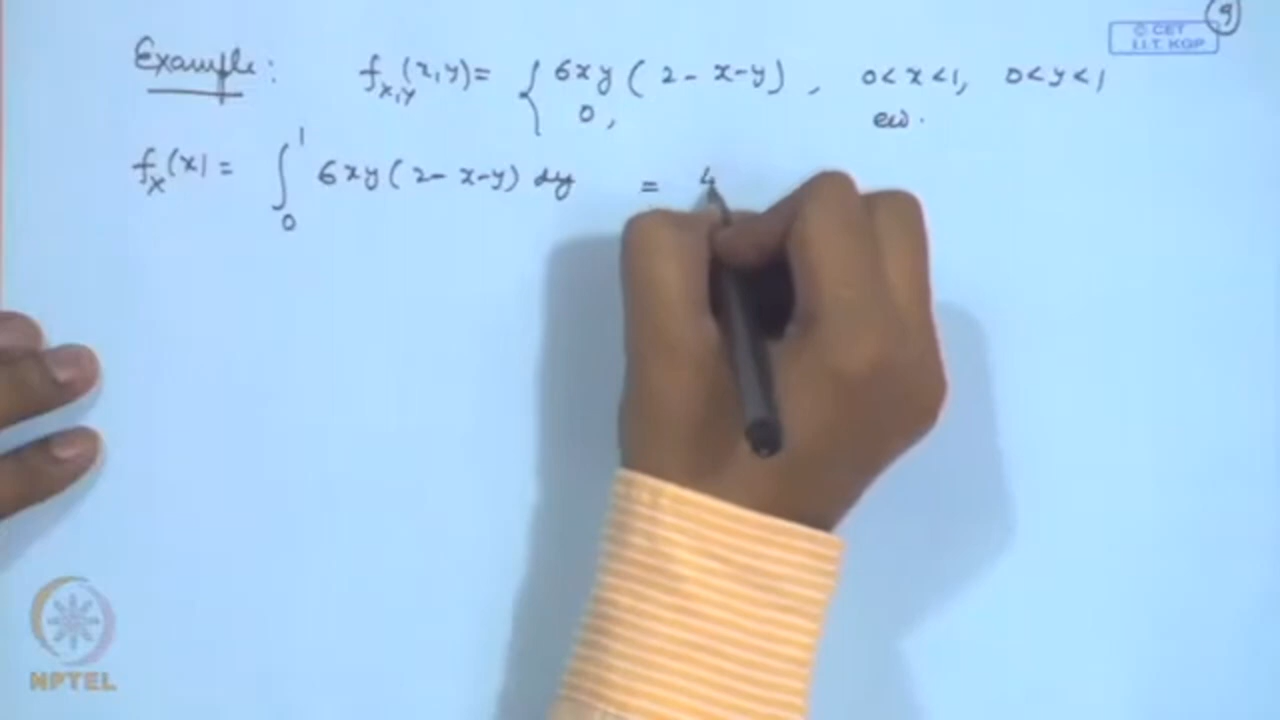 9
© CET
I.I.T. KGP
Example: f_{X,Y}(x,y) = { 6xy(2-x-y), 0<x<1, 0<y<1
0, ew.
f_X(x) = ∫_0^1 6xy(2-x-y) dy = 4
NPTEL